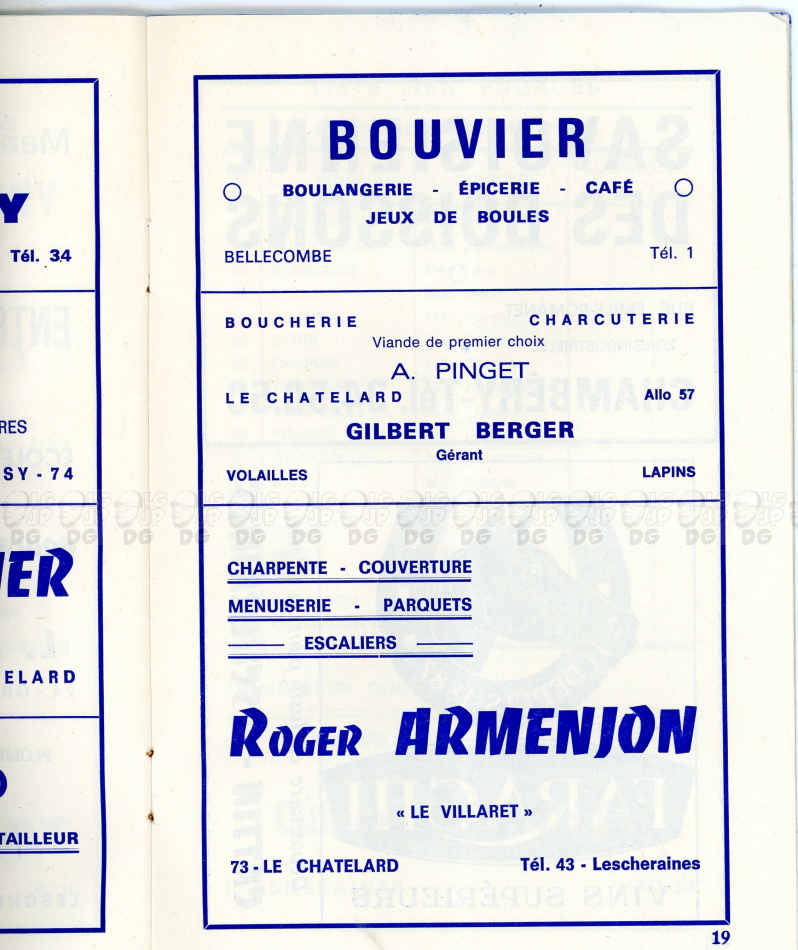 Y
Tél. 34
RES
SY - 74
IER
ELARD
TAILLEUR
BOUVIER
BOULANGERIE - ÉPICERIE - CAFÉ
JEUX DE BOULES
BELLECOMBE Tél. 1
BOUCHERIE CHARCUTERIE
Viande de premier choix
A. PINGET
LE CHATELARD Allo 57
GILBERT BERGER
Gérant
VOLAILLES LAPINS
CHARPENTE - COUVERTURE
MENUISERIE - PARQUETS
ESCALIERS
ROGER ARMENJON
« LE VILLARET »
73 - LE CHATELARD Tél. 43 - Lescheraines
19